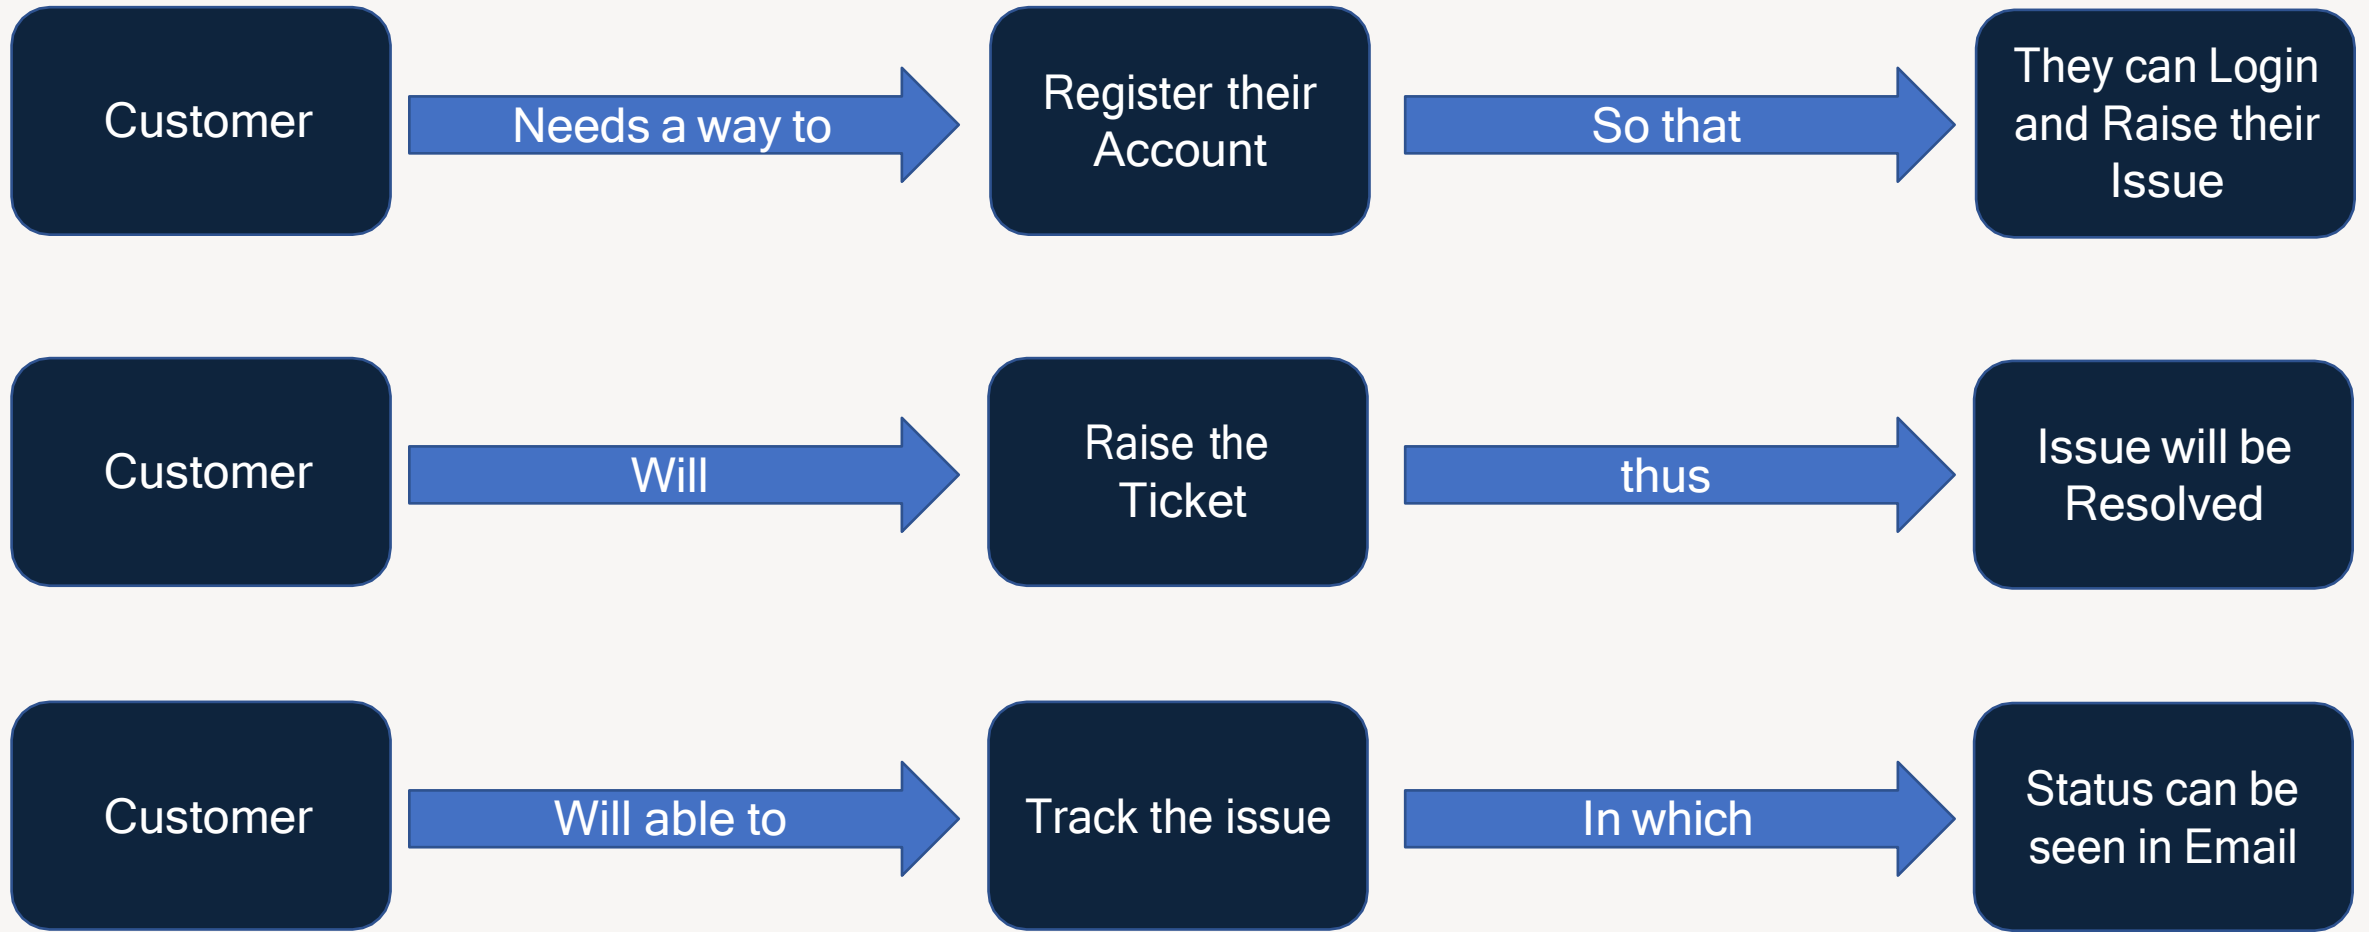 Customer
Needs a way to
Register their
Account
So that
They can Login
and Raise their
Issue
Customer
Will
Raise the
Ticket
thus
Issue will be
Resolved
Customer
Will able to
Track the issue
In which
Status can be
seen in Email